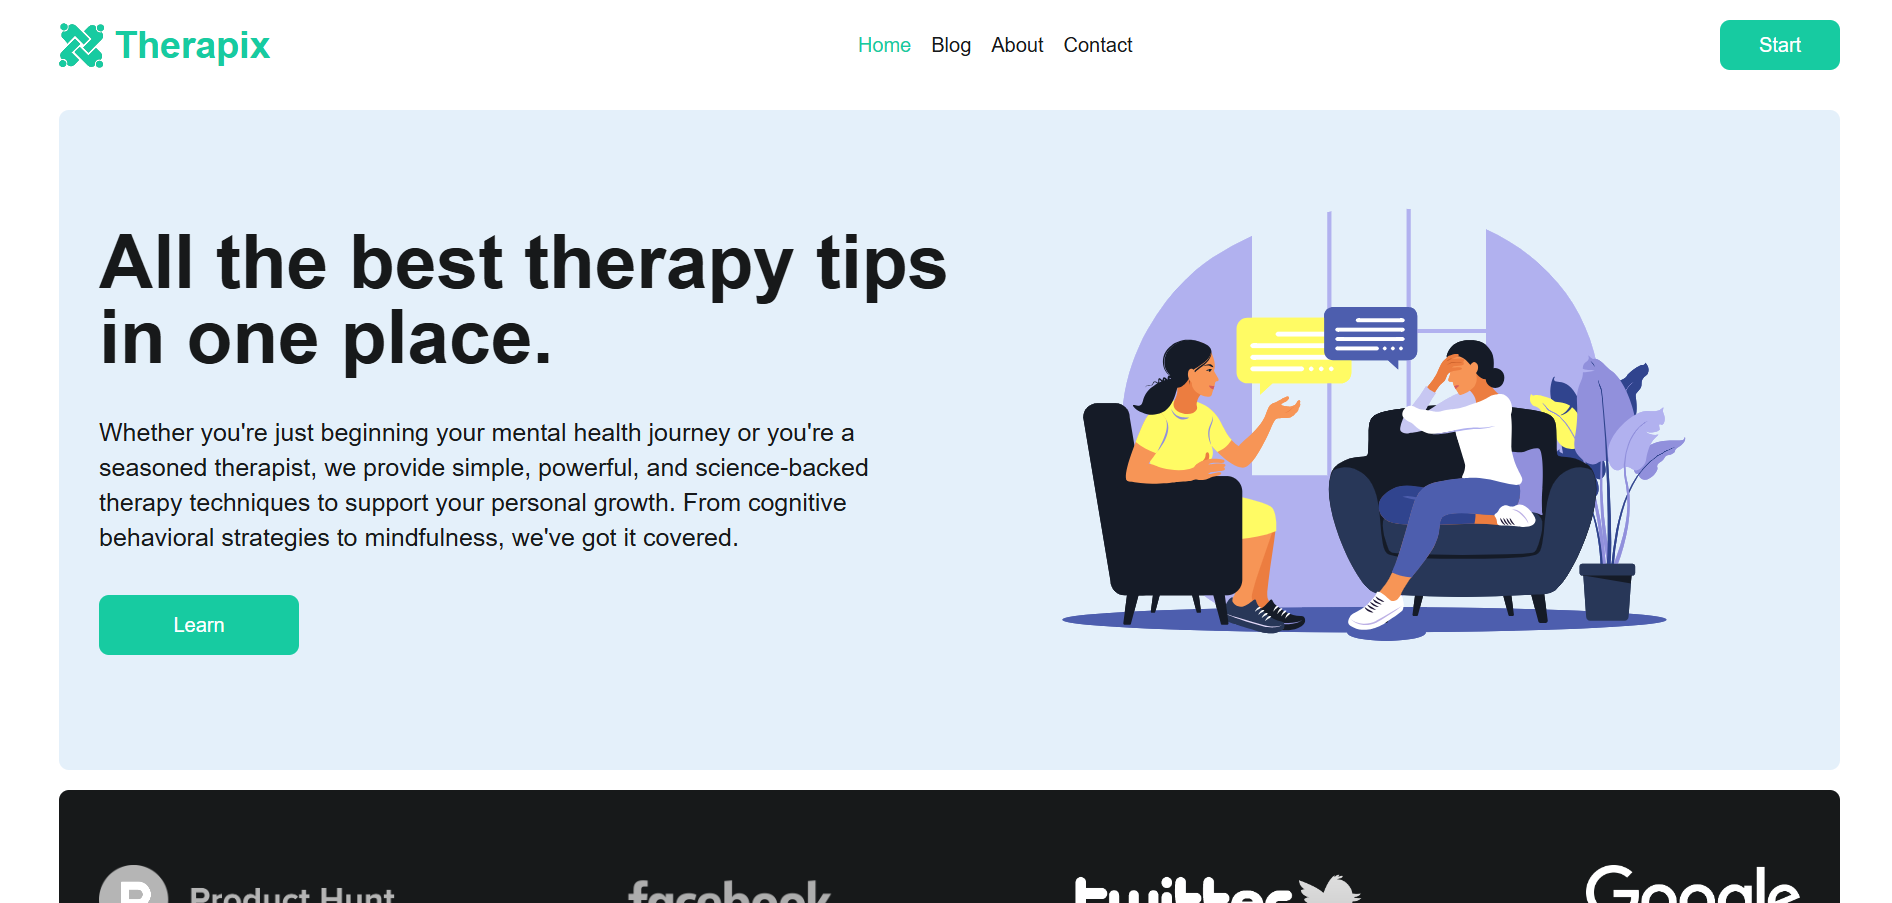 Therapix
Home Blog About Contact
Start
All the best therapy tips
in one place.
Whether you're just beginning your mental health journey or you're a
seasoned therapist, we provide simple, powerful, and science-backed
therapy techniques to support your personal growth. From cognitive
behavioral strategies to mindfulness, we've got it covered.
Learn
Product Hunt facebook twitter Google